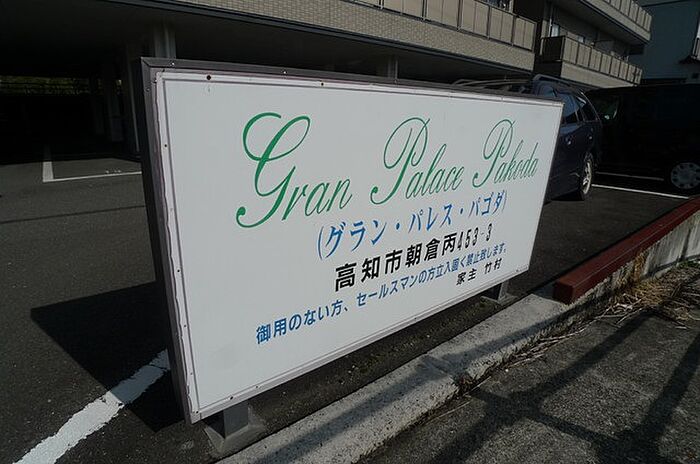 Gran Palace Pakoda
(グラン・パレス・パゴダ)
高知市朝倉丙453-3
御用のない方、セールスマンの方立入固く禁止致します。
家主 竹村